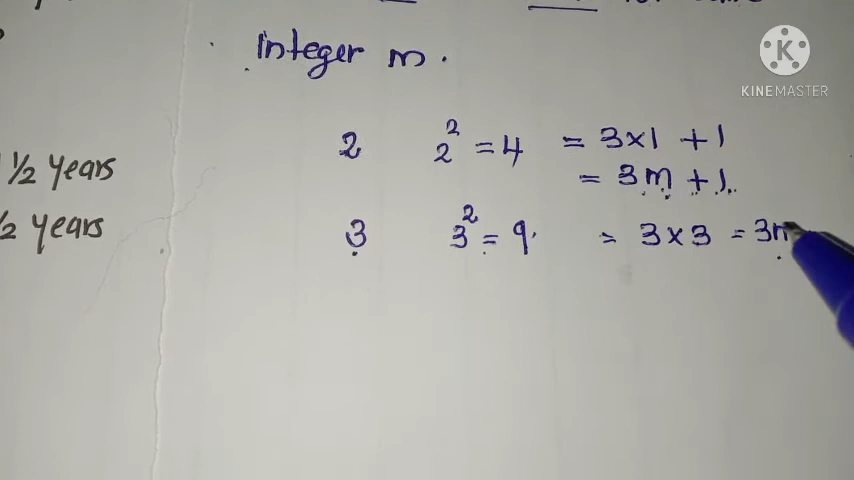 integer m.
KINEMASTER
2 2² = 4 = 3×1 + 1
1/2 years
= 3m + 1.
/2 years
3 3² = 9. = 3×3 = 3m